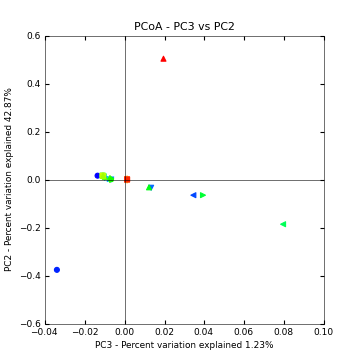 PCoA - PC3 vs PC2
PC2 - Percent variation explained 42.87%
0.6
0.4
0.2
0.0
−0.2
−0.4
−0.6
−0.04 −0.02 0.00 0.02 0.04 0.06 0.08 0.10
PC3 - Percent variation explained 1.23%